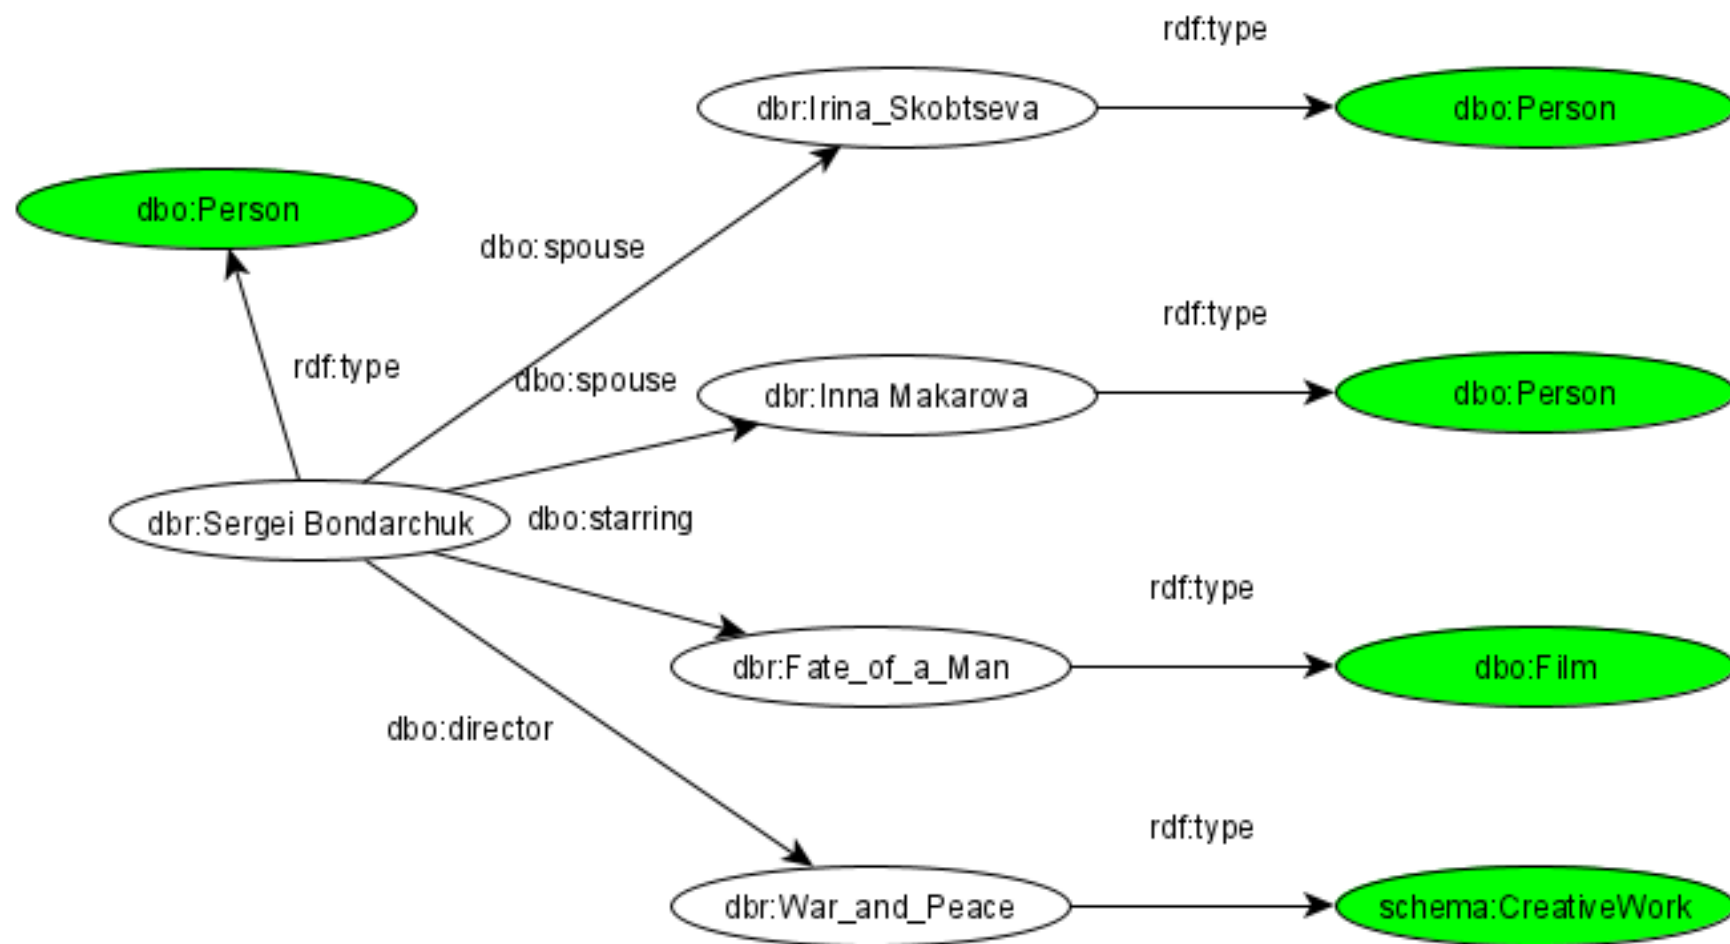 rdf:type
dbr:Irina_Skobtseva
dbo:Person
dbo:Person
dbo:spouse
rdf:type
rdf:type
dbo:spouse
dbr:Inna Makarova
dbo:Person
dbr:Sergei Bondarchuk
dbo:starring
rdf:type
dbr:Fate_of_a_Man
dbo:Film
dbo:director
rdf:type
dbr:War_and_Peace
schema:CreativeWork